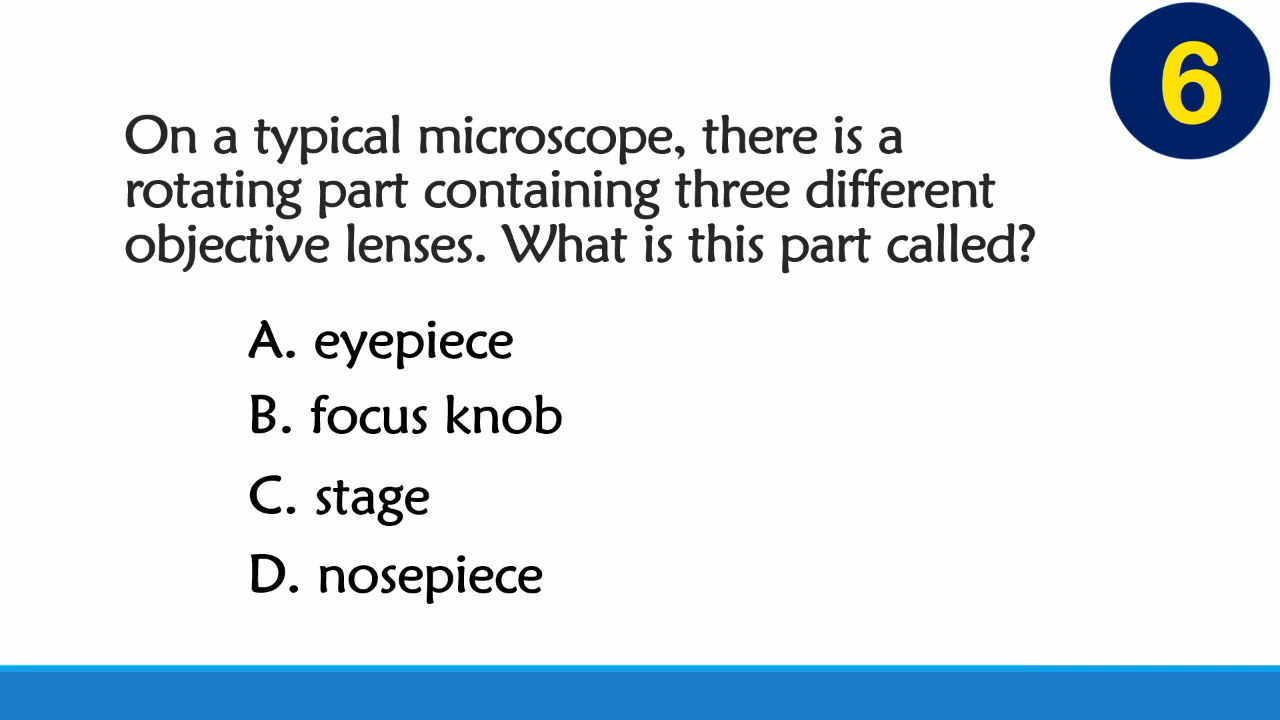 6
On a typical microscope, there is a
rotating part containing three different
objective lenses. What is this part called?
A. eyepiece
B. focus knob
C. stage
D. nosepiece